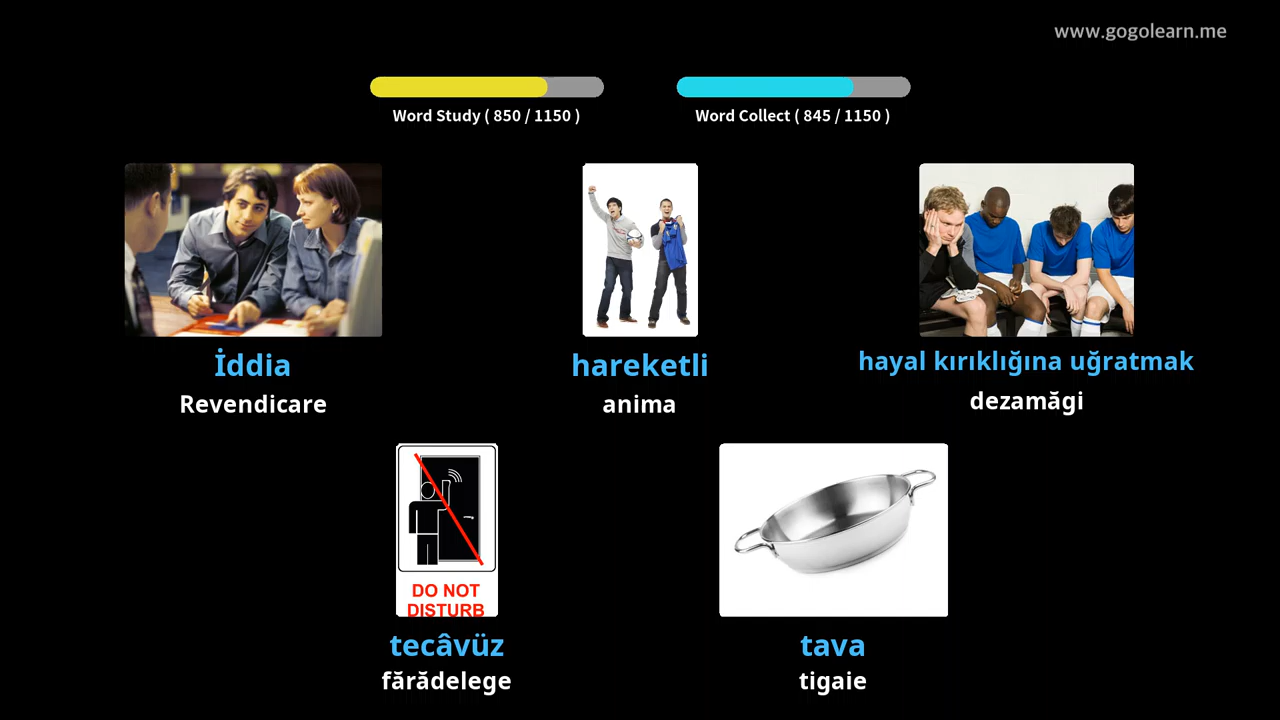 www.gogolearn.me
Word Study ( 850 / 1150 )
Word Collect ( 845 / 1150 )
İddia
Revendicare
hareketli
anima
hayal kırıklığına uğratmak
dezamăgi
DO NOT
DISTURB
tecâvüz
fărădelege
tava
tigaie